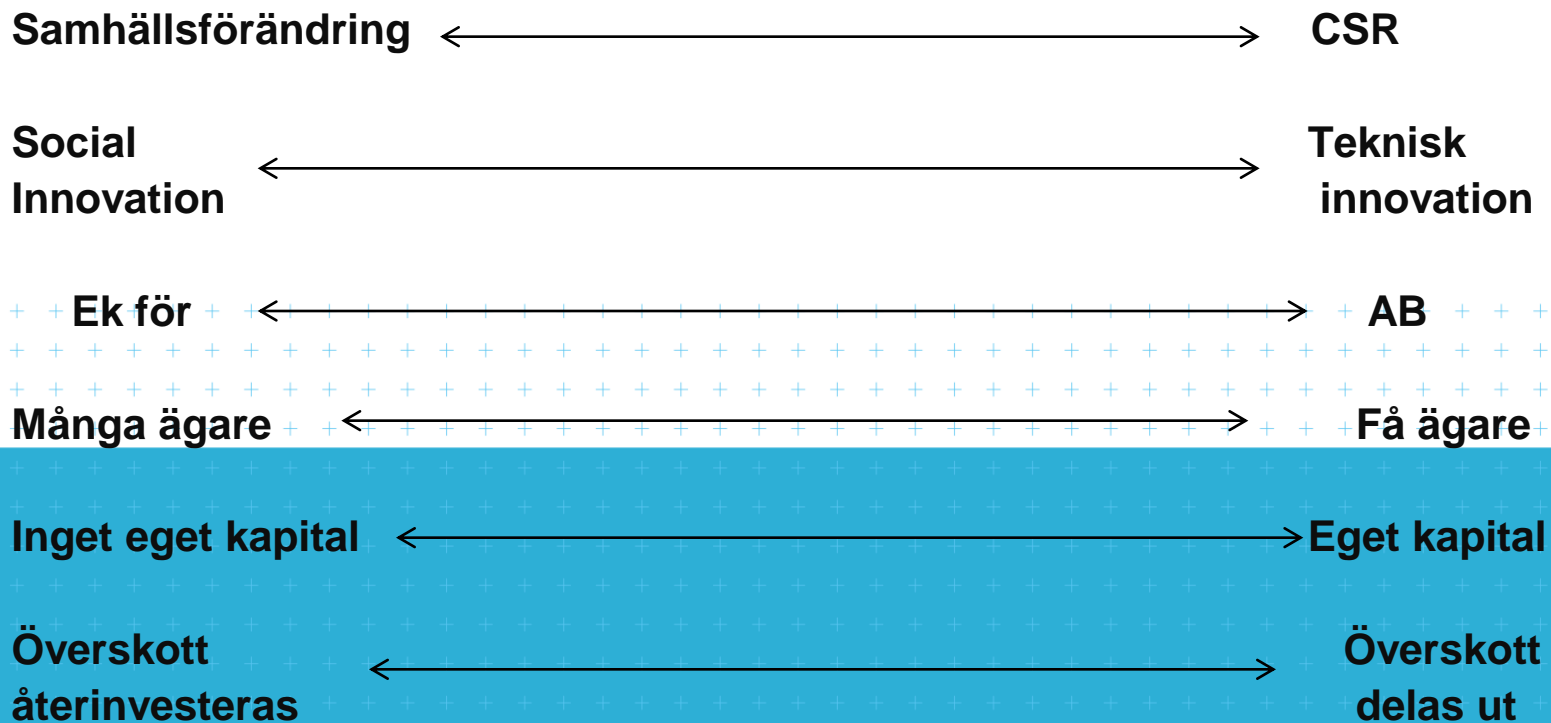 Samhällsförändring CSR
Social Teknisk
Innovation innovation
Ek för AB
Många ägare Få ägare
Inget eget kapital Eget kapital
Överskott Överskott
återinvesteras delas ut